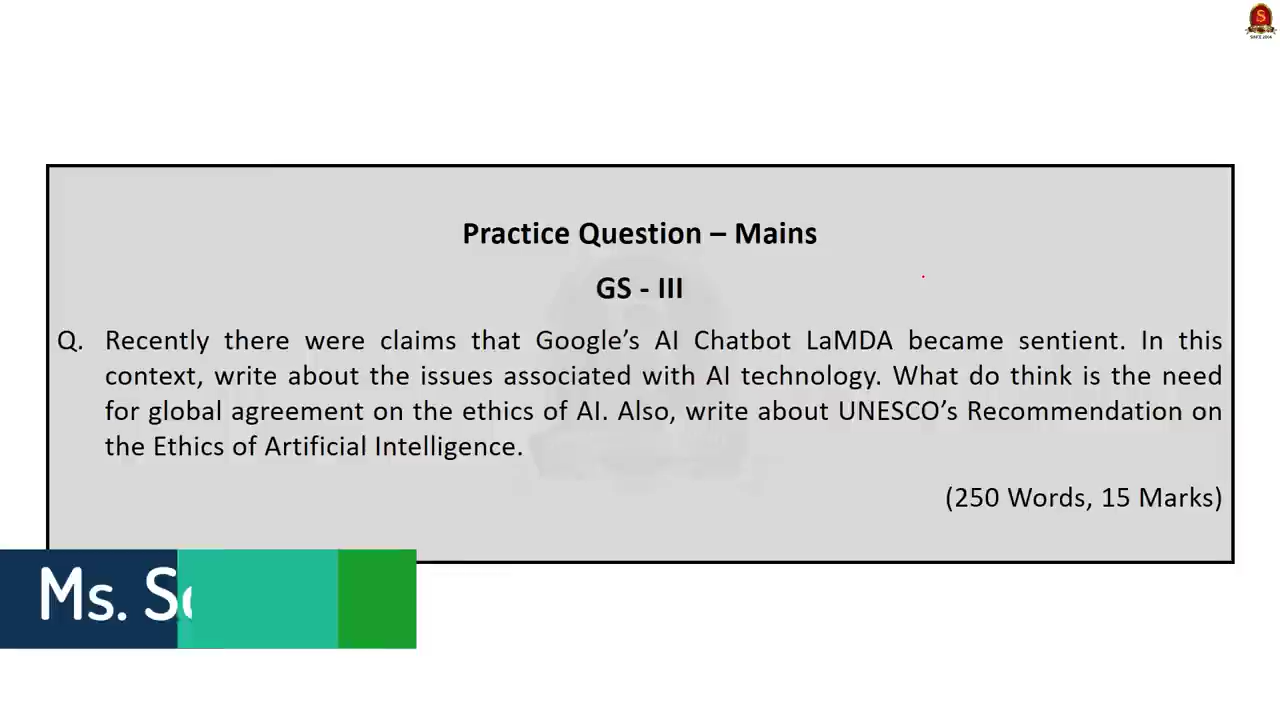 Practice Question – Mains
GS - III
Q. Recently there were claims that Google’s AI Chatbot LaMDA became sentient. In this
context, write about the issues associated with AI technology. What do think is the need
for global agreement on the ethics of AI. Also, write about UNESCO’s Recommendation on
the Ethics of Artificial Intelligence.
(250 Words, 15 Marks)
Ms.